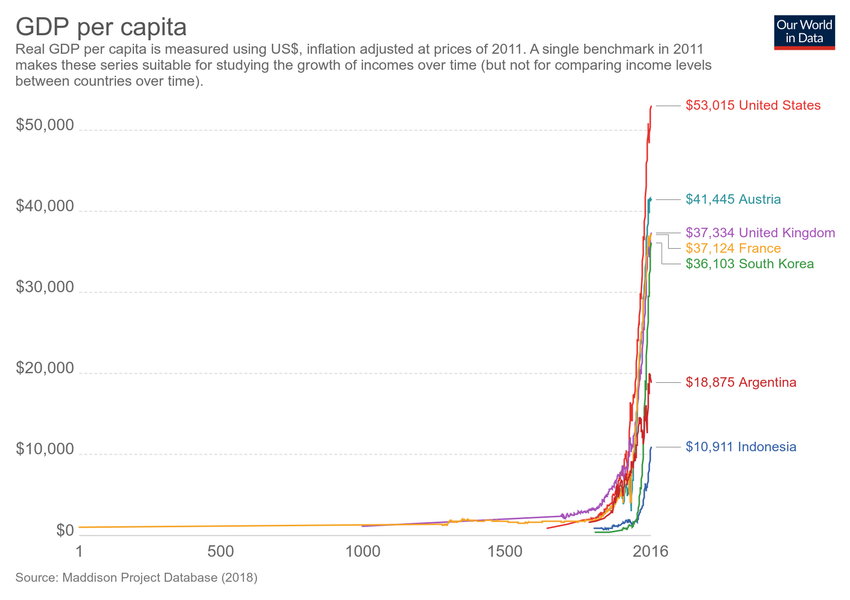 GDP per capita
Our World
in Data
Real GDP per capita is measured using US$, inflation adjusted at prices of 2011. A single benchmark in 2011
makes these series suitable for studying the growth of incomes over time (but not for comparing income levels
between countries over time).
$53,015 United States
$50,000
$41,445 Austria
$40,000
$37,334 United Kingdom
$37,124 France
$36,103 South Korea
$30,000
$20,000
$18,875 Argentina
$10,000
$10,911 Indonesia
$0
1
500
1000
1500
2016
Source: Maddison Project Database (2018)